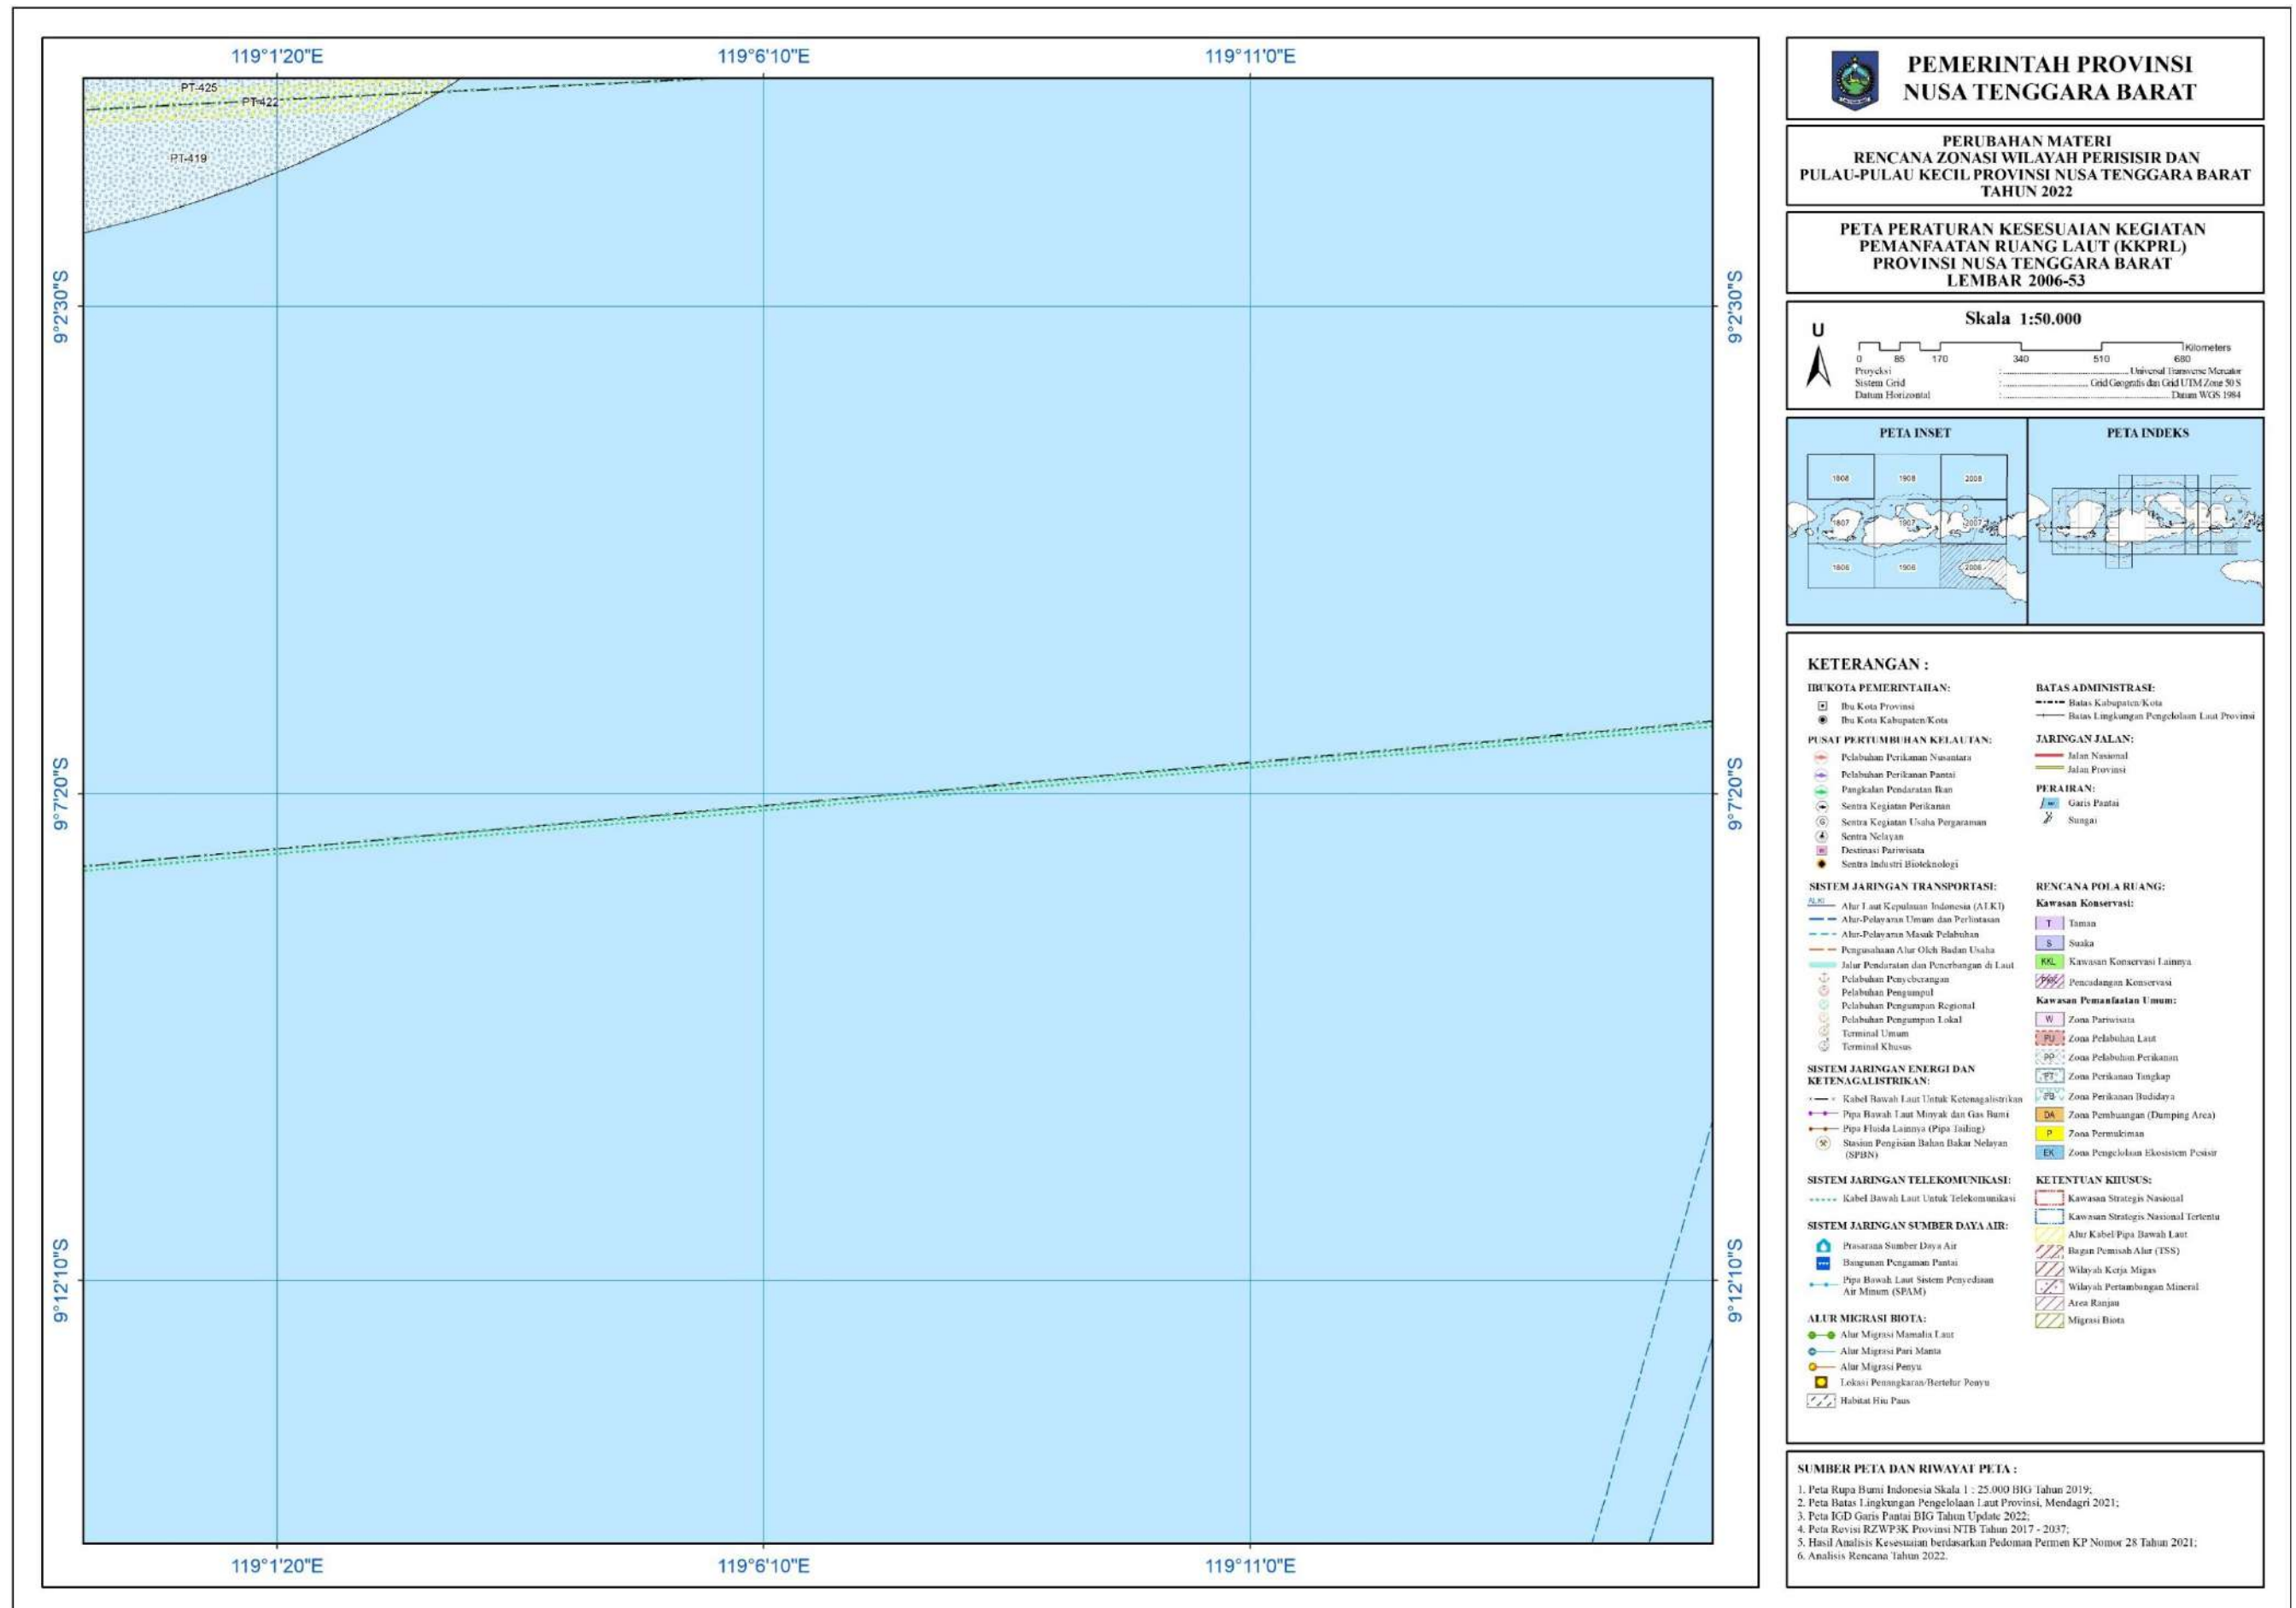 119°1'20"E
119°6'10"E
119°11'0"E
PT-425
PT-422
PT-419
9°2'30"S
9°2'30"S
9°7'20"S
9°7'20"S
9°12'10"S
9°12'10"S
119°1'20"E
119°6'10"E
119°11'0"E
PEMERINTAH PROVINSI
NUSA TENGGARA BARAT
PERUBAHAN MATERI
RENCANA ZONASI WILAYAH PERISISIR DAN
PULAU-PULAU KECIL PROVINSI NUSA TENGGARA BARAT
TAHUN 2022
PETA PERATURAN KESESUAIAN KEGIATAN
PEMANFAATAN RUANG LAUT (KKPRL)
PROVINSI NUSA TENGGARA BARAT
LEMBAR 2006-53
U
Skala 1:50.000
Kilometers
0 85 170 340 510 680
Proyeksi : Universal Transverse Mercator
Sistem Grid : Grid Geografis dan Grid UTM Zone 50 S
Datum Horizontal : Datum WGS 1984
PETA INSET
1808 1908 2008
1807 1907 2007
1806 1906 2006
PETA INDEKS
KETERANGAN :
IBUKOTA PEMERINTAHAN:
Ibu Kota Provinsi
Ibu Kota Kabupaten/Kota
PUSAT PERTUMBUHAN KELAUTAN:
Pelabuhan Perikanan Nusantara
Pelabuhan Perikanan Pantai
Pangkalan Pendaratan Ikan
Sentra Kegiatan Perikanan
G Sentra Kegiatan Usaha Pergaraman
Sentra Nelayan
Destinasi Pariwisata
Sentra Industri Bioteknologi
SISTEM JARINGAN TRANSPORTASI:
ALKI Alur Laut Kepulauan Indonesia (ALKI)
Alur-Pelayaran Umum dan Perlintasan
Alur-Pelayaran Masuk Pelabuhan
Pengusahaan Alur Oleh Badan Usaha
Jalur Pendaratan dan Penerbangan di Laut
Pelabuhan Penyeberangan
Pelabuhan Pengumpul
Pelabuhan Pengumpan Regional
Pelabuhan Pengumpan Lokal
Terminal Umum
Terminal Khusus
SISTEM JARINGAN ENERGI DAN
KETENAGALISTRIKAN:
Kabel Bawah Laut Untuk Ketenagalistrikan
Pipa Bawah Laut Minyak dan Gas Bumi
Pipa Fluida Lainnya (Pipa Tailing)
Stasiun Pengisian Bahan Bakar Nelayan
(SPBN)
SISTEM JARINGAN TELEKOMUNIKASI:
Kabel Bawah Laut Untuk Telekomunikasi
SISTEM JARINGAN SUMBER DAYA AIR:
Prasarana Sumber Daya Air
Bangunan Pengaman Pantai
Pipa Bawah Laut Sistem Penyediaan
Air Minum (SPAM)
ALUR MIGRASI BIOTA:
Alur Migrasi Mamalia Laut
Alur Migrasi Pari Manta
Alur Migrasi Penyu
Lokasi Penangkaran/Bertelur Penyu
Habitat Hiu Paus
BATAS ADMINISTRASI:
Batas Kabupaten/Kota
Batas Lingkungan Pengelolaan Laut Provinsi
JARINGAN JALAN:
Jalan Nasional
Jalan Provinsi
PERAIRAN:
Garis Pantai
Sungai
RENCANA POLA RUANG:
Kawasan Konservasi:
T Taman
S Suaka
KKL Kawasan Konservasi Lainnya
Pencadangan Konservasi
Kawasan Pemanfaatan Umum:
W Zona Pariwisata
PU Zona Pelabuhan Laut
PP Zona Pelabuhan Perikanan
PT Zona Perikanan Tangkap
PB Zona Perikanan Budidaya
DA Zona Pembuangan (Dumping Area)
P Zona Permukiman
EK Zona Pengelolaan Ekosistem Pesisir
KETENTUAN KHUSUS:
Kawasan Strategis Nasional
Kawasan Strategis Nasional Tertentu
Alur Kabel/Pipa Bawah Laut
Bagan Pemisah Alur (TSS)
Wilayah Kerja Migas
Wilayah Pertambangan Mineral
Area Ranjau
Migrasi Biota
SUMBER PETA DAN RIWAYAT PETA :
1. Peta Rupa Bumi Indonesia Skala 1 : 25.000 BIG Tahun 2019;
2. Peta Batas Lingkungan Pengelolaan Laut Provinsi, Mendagri 2021;
3. Peta IGD Garis Pantai BIG Tahun Update 2022;
4. Peta Revisi RZWP3K Provinsi NTB Tahun 2017 - 2037;
5. Hasil Analisis Kesesuaian berdasarkan Pedoman Permen KP Nomor 28 Tahun 2021;
6. Analisis Rencana Tahun 2022.